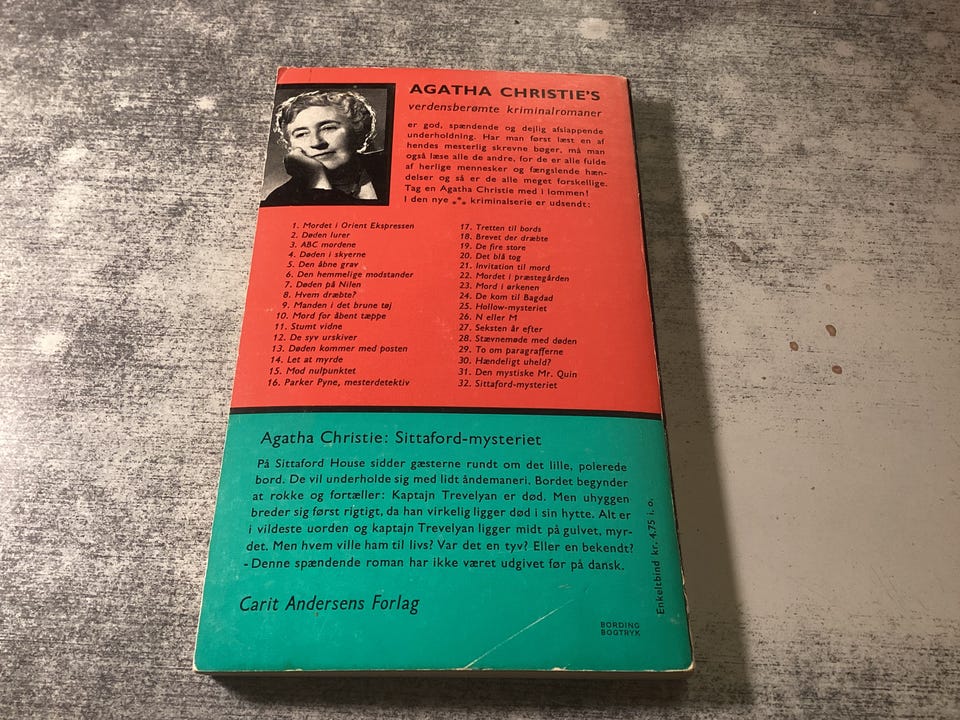 AGATHA CHRISTIE'S
verdensberømte kriminalromaner
er god, spændende og dejlig afslappende
underholdning. Har man først læst en af
hendes mesterlig skrevne bøger, må man
også læse alle de andre, for de er alle fulde
af herlige mennesker og fængslende hæn-
delser og så er de alle meget forskellige.
Tag en Agatha Christie med i lommen!
I den nye *** kriminalserie er udsendt:
1. Mordet i Orient Ekspressen
2. Døden lurer
3. ABC mordene
4. Døden i skyerne
5. Den åbne grav
6. Den hemmelige modstander
7. Døden på Nilen
8. Hvem dræbte?
9. Manden i det brune tøj
10. Mord for åbent tæppe
11. Stumt vidne
12. De syv urskiver
13. Døden kommer med posten
14. Let at myrde
15. Mod nulpunktet
16. Parker Pyne, mesterdetektiv
17. Tretten til bords
18. Brevet der dræbte
19. De fire store
20. Det blå tog
21. Invitation til mord
22. Mordet i præstegården
23. Mord i ørkenen
24. De kom til Bagdad
25. Hollow-mysteriet
26. N eller M
27. Seksten år efter
28. Stævnemøde med døden
29. To om paragrafferne
30. Hændeligt uheld?
31. Den mystiske Mr. Quin
32. Sittaford-mysteriet
Agatha Christie: Sittaford-mysteriet
På Sittaford House sidder gæsterne rundt om det lille, polerede
bord. De vil underholde sig med lidt åndemaneri. Bordet begynder
at rokke og fortæller: Kaptajn Trevelyan er død. Men uhyggen
breder sig først rigtigt, da han virkelig ligger død i sin hytte. Alt er
i vildeste uorden og kaptajn Trevelyan ligger midt på gulvet, myr-
det. Men hvem ville ham til livs? Var det en tyv? Eller en bekendt?
- Denne spændende roman har ikke været udgivet før på dansk.
Carit Andersens Forlag
Enkeltbind kr. 4,75 i. o.
BORDING
BOGTRYK